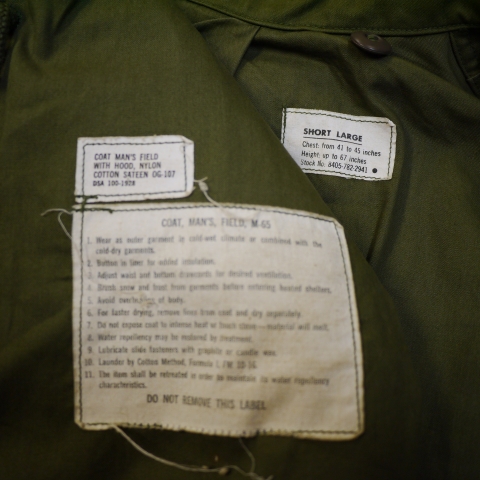 COAT MAN'S FIELD
WITH HOOD, NYLON
COTTON SATEEN OG-107
DSA 100-1928
SHORT LARGE
Chest: from 41 to 45 inches
Height: up to 67 inches
Stock No. 8405-782-2941
COAT, MAN'S, FIELD, M-65
1. Wear as outer garment in cold-wet climate or combined with the
cold-dry garments.
2. Button in liner for added insulation.
3. Adjust waist and bottom drawcords for desired ventilation.
4. Brush snow and frost from garments before entering heated shelters.
5. Avoid overheating of body.
6. For faster drying, remove liner from coat and dry separately.
7. Do not expose coat to intense heat or touch stove—material will melt.
8. Water repellency may be restored by treatment.
9. Lubricate slide fasteners with graphite or candle wax.
10. Launder by Cotton Method, Formula I, FM 10-16.
11. The item shall be retreated in order to maintain its water repellency
characteristics.
DO NOT REMOVE THIS LABEL